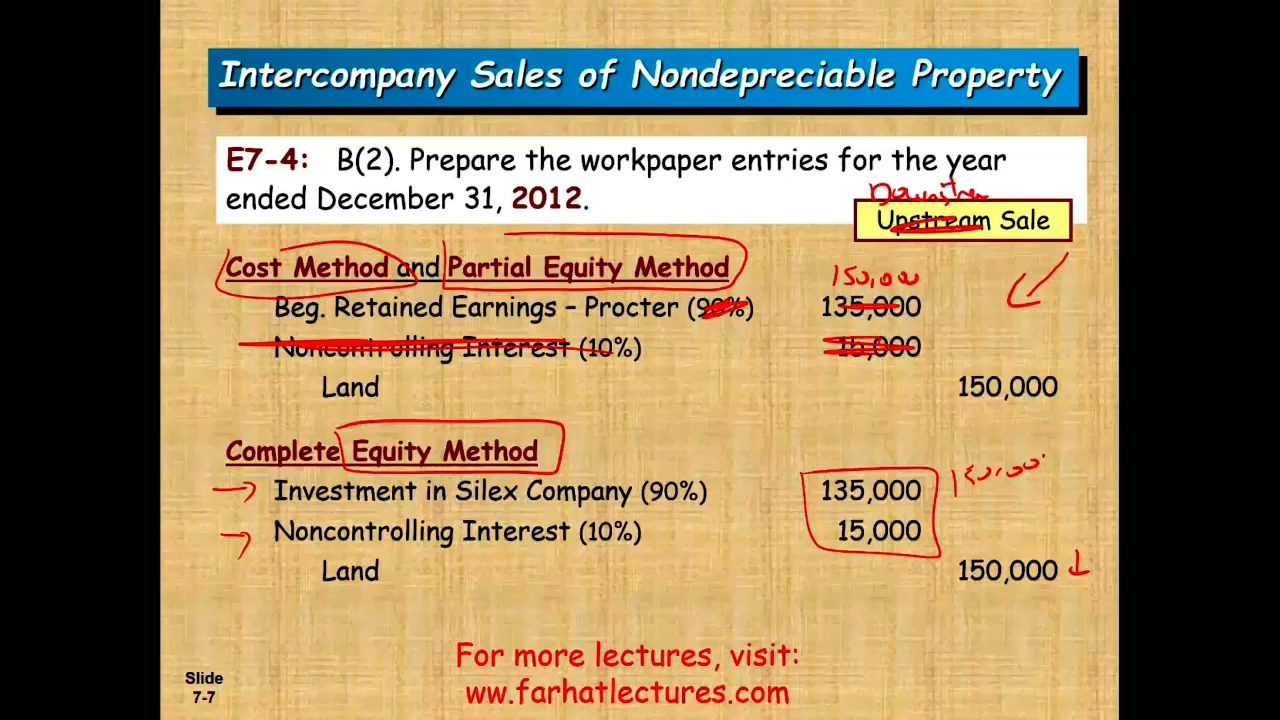 Intercompany Sales of Nondepreciable Property
E7-4: B(2). Prepare the workpaper entries for the year
ended December 31, 2012.
Downstrea
Upstream Sale
Cost Method and Partial Equity Method
150,000
Beg. Retained Earnings – Procter (90%) 135,000
Noncontrolling Interest (10%) 15,000
Land 150,000
Complete Equity Method
Investment in Silex Company (90%) 135,000 150,000
Noncontrolling Interest (10%) 15,000
Land 150,000
For more lectures, visit:
ww.farhatlectures.com
Slide
7-7